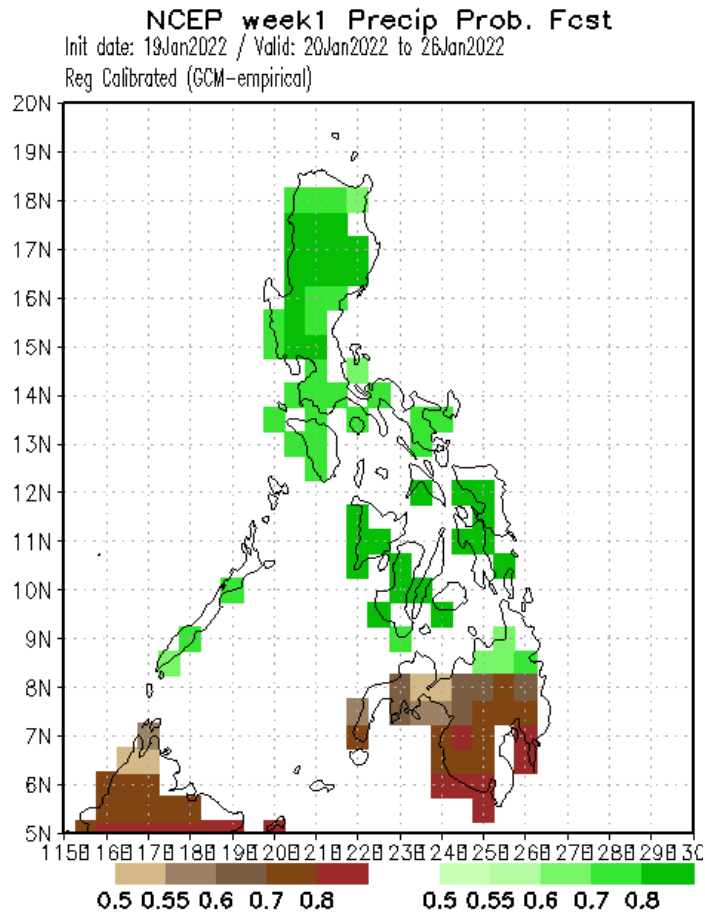 NCEP week1 Precip Prob. Fcst
Init date: 19Jan2022 / Valid: 20Jan2022 to 26Jan2022
Reg Calibrated (GCM-empirical)
20N
19N
18N
17N
16N
15N
14N
13N
12N
11N
10N
9N
8N
7N
6N
5N
0.5 0.55 0.6 0.7 0.8 0.5 0.55 0.6 0.7 0.8